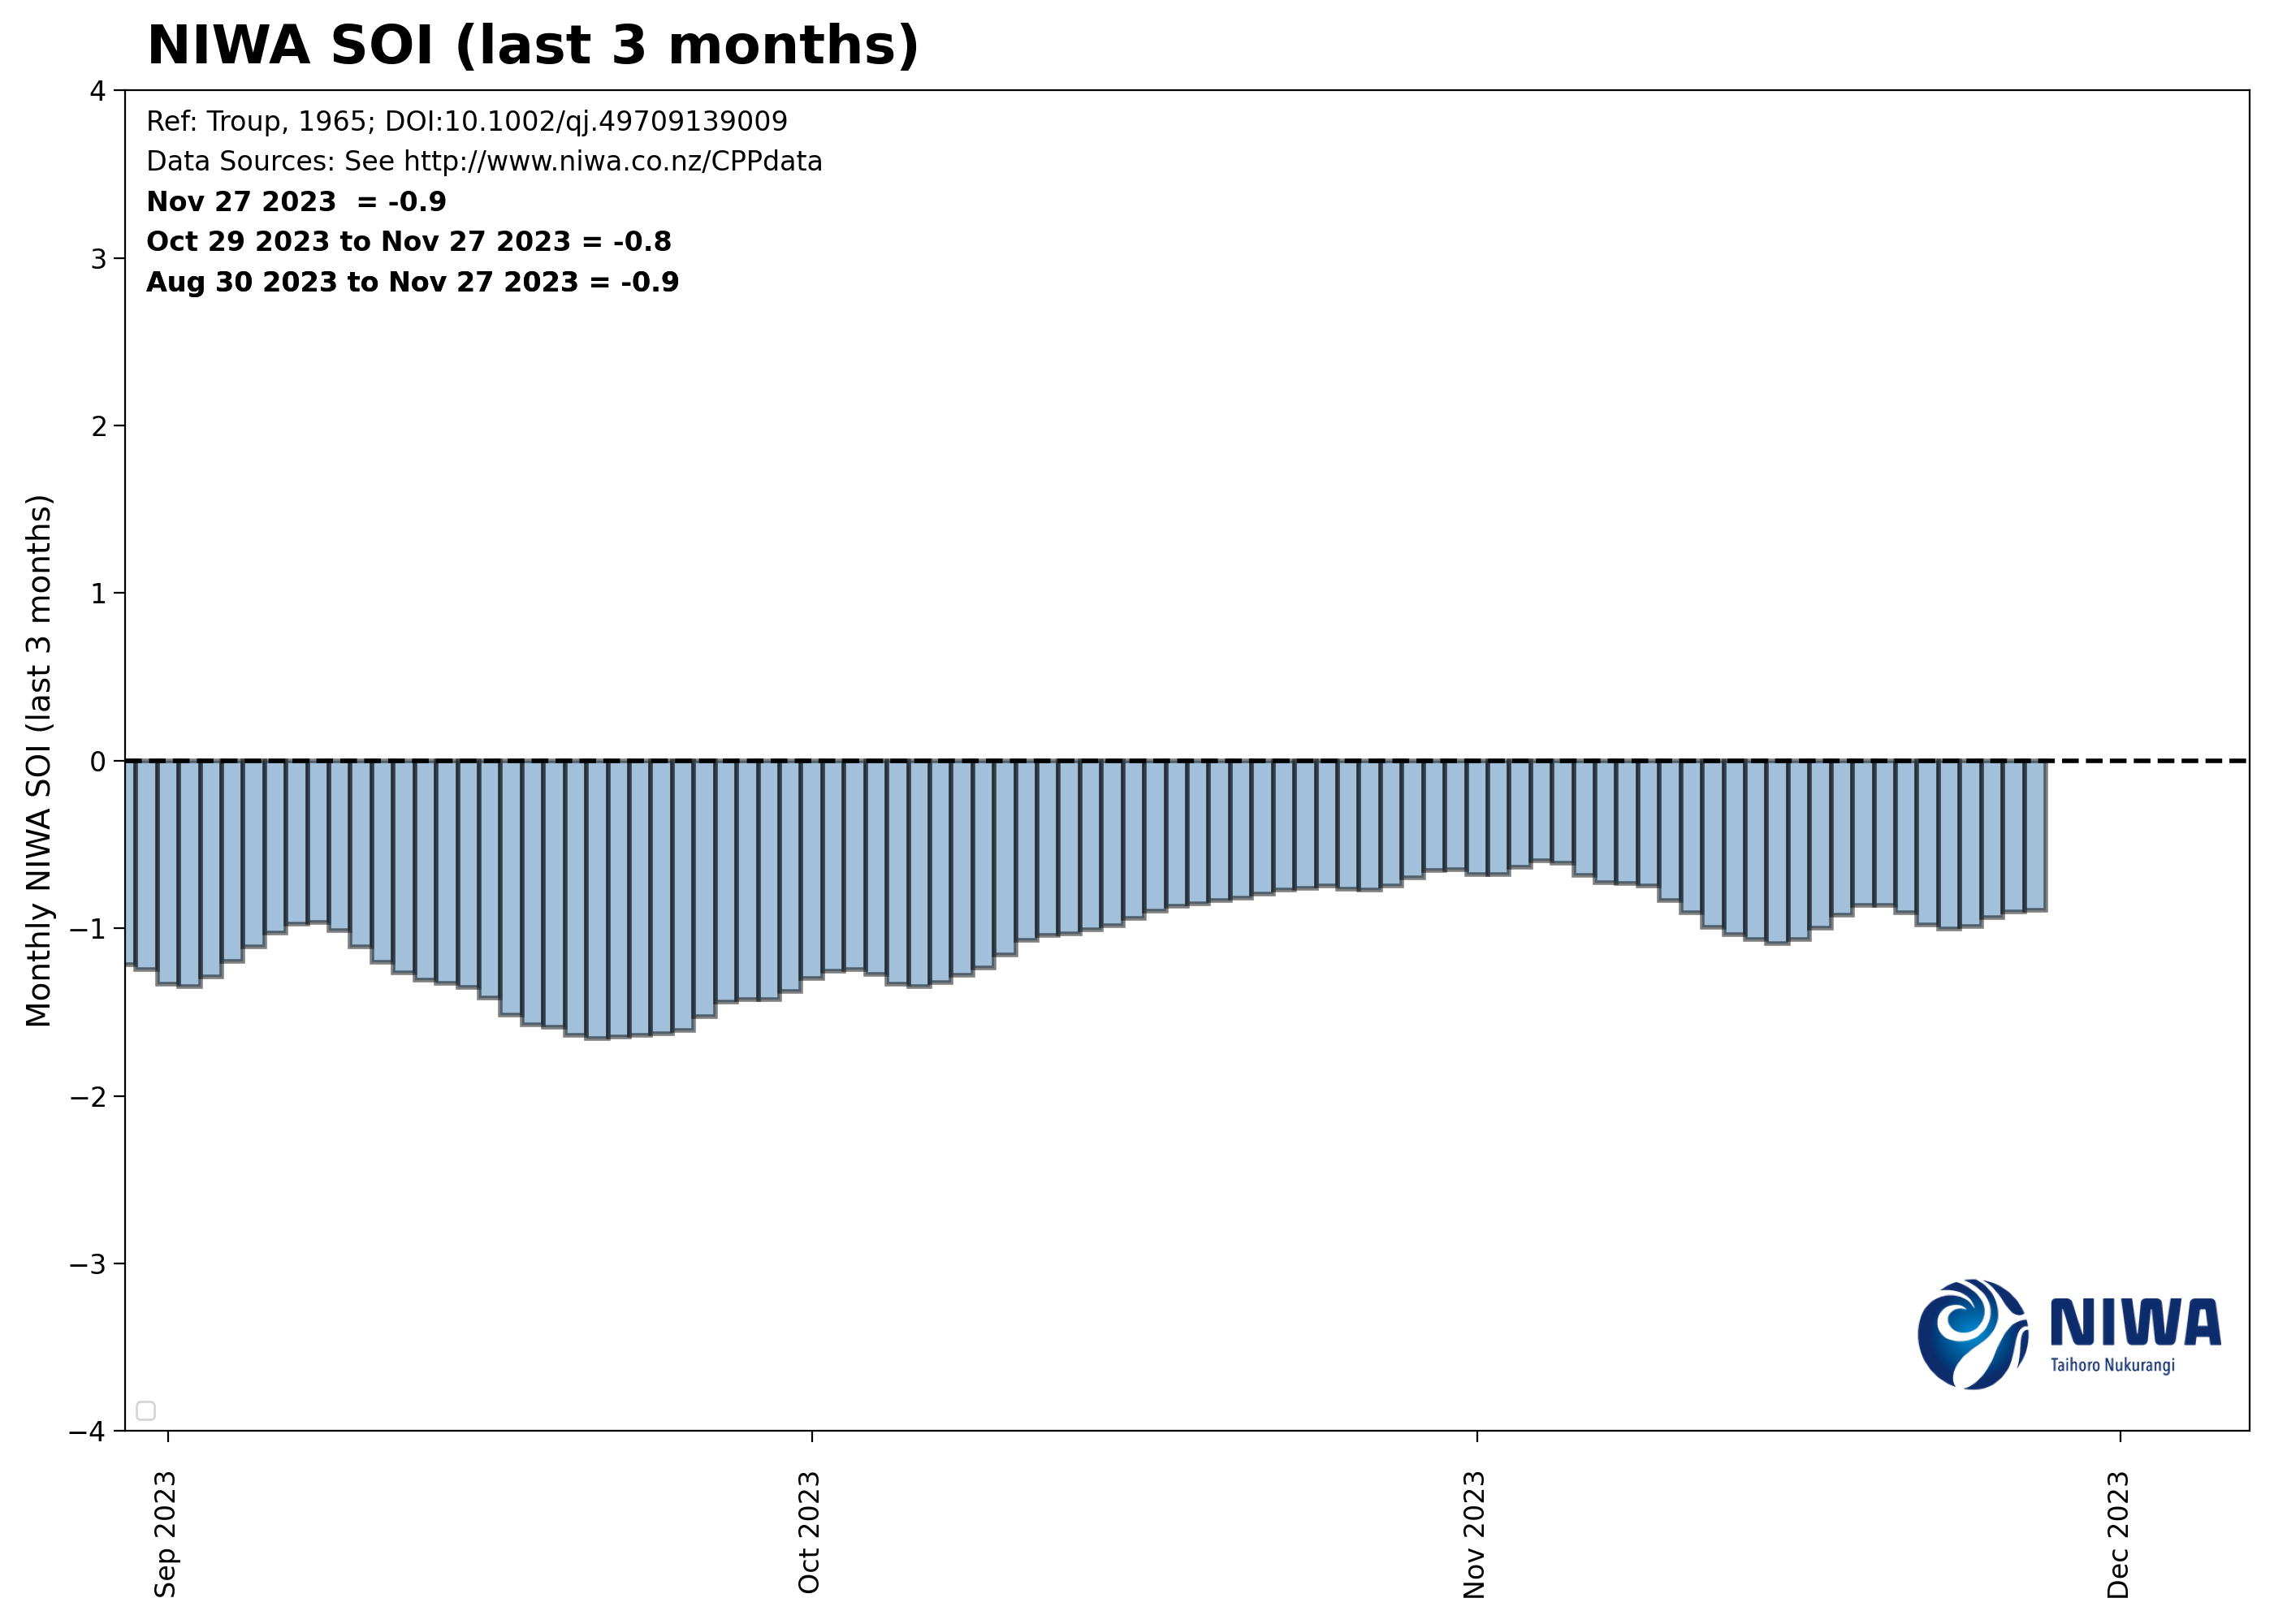 NIWA SOI (last 3 months)
Ref: Troup, 1965; DOI:10.1002/qj.49709139009
Data Sources: See http://www.niwa.co.nz/CPPdata
Nov 27 2023  = -0.9
Oct 29 2023 to Nov 27 2023 = -0.8
Aug 30 2023 to Nov 27 2023 = -0.9
Monthly NIWA SOI (last 3 months)
4
3
2
1
0
−1
−2
−3
−4
Sep 2023
Oct 2023
Nov 2023
Dec 2023
NIWA
Taihoro Nukurangi